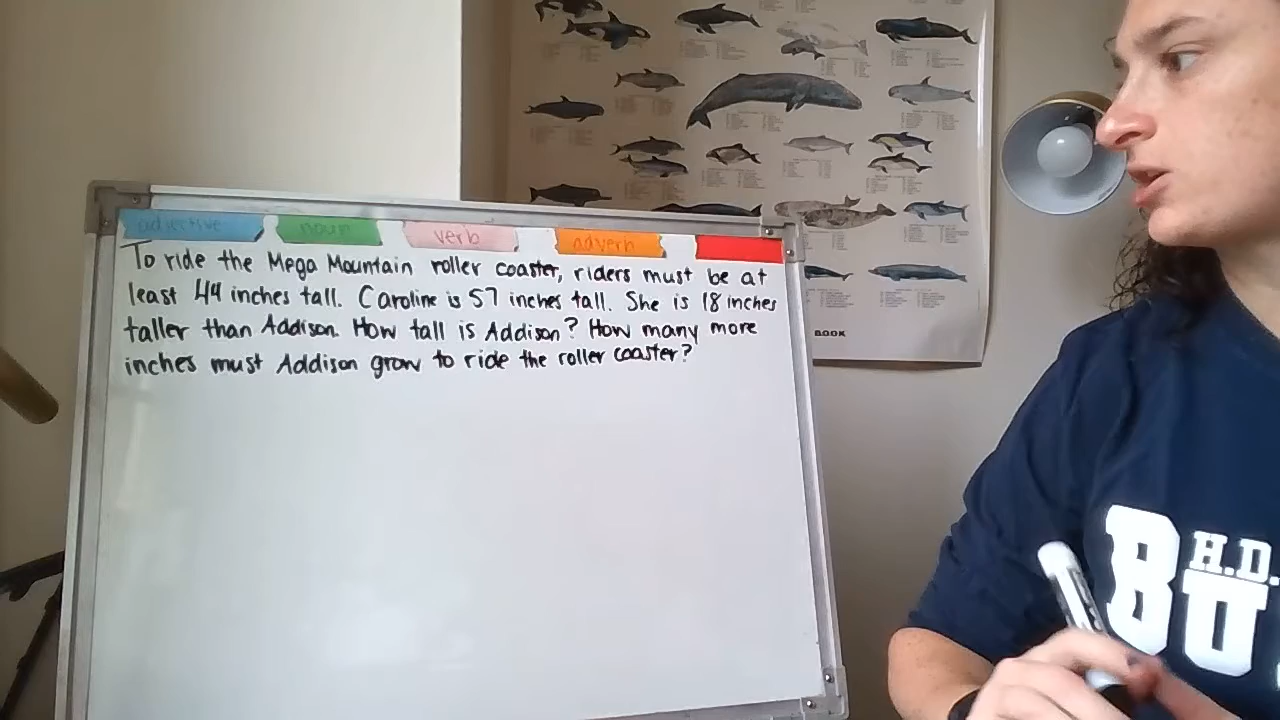 adjective noun verb adverb
To ride the Mega Mountain roller coaster, riders must be at
least 44 inches tall. Caroline is 57 inches tall. She is 18 inches
taller than Addison. How tall is Addison? How many more
inches must Addison grow to ride the roller coaster?
BOOK
H.D.
BU